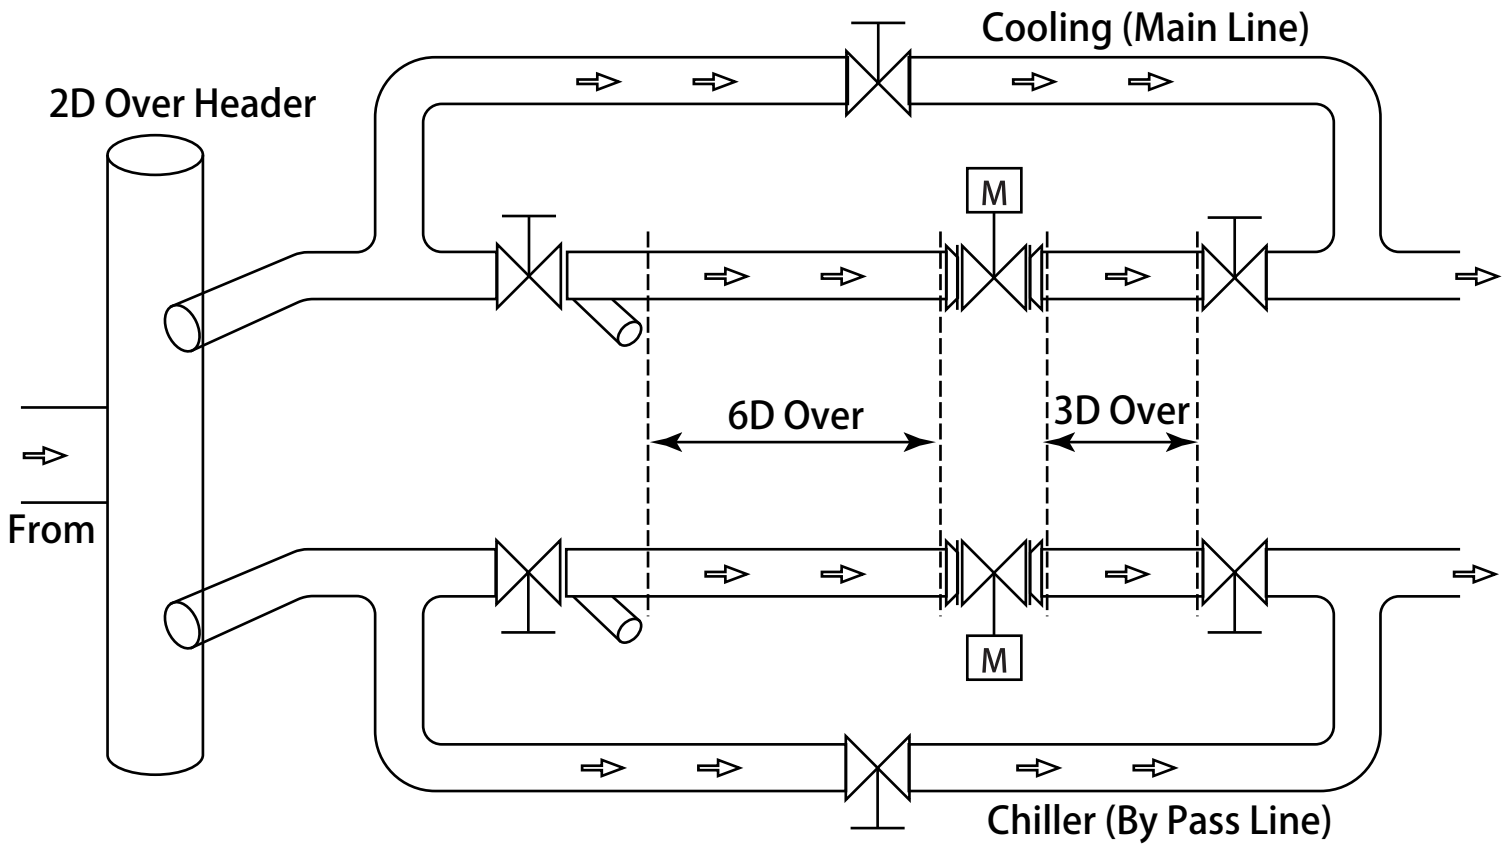 Cooling (Main Line)
2D Over Header
M
6D Over
3D Over
From
M
Chiller (By Pass Line)